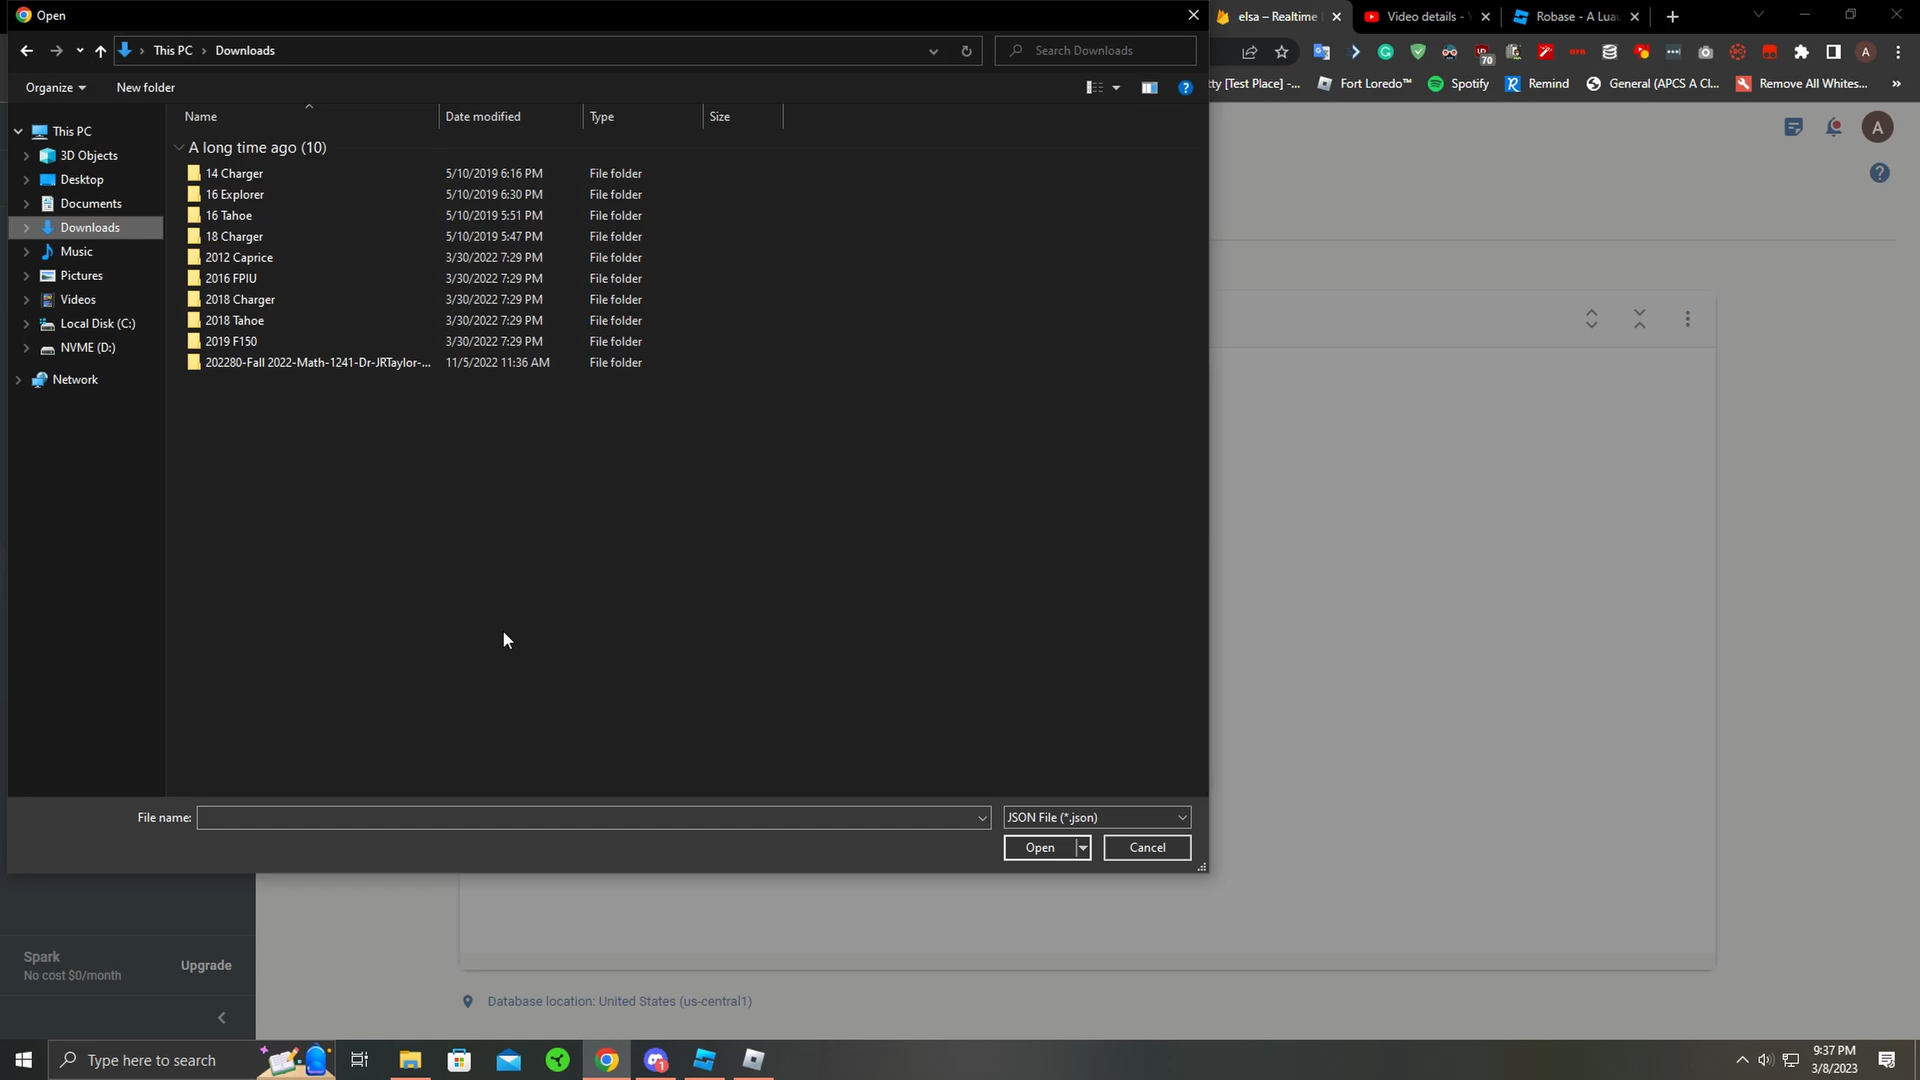 Open
elsa – Realtime
Video details -
Robase - A Luau
This PC
Downloads
Search Downloads
70
Organize
New folder
tty [Test Place] -...
Fort Loredo™
Spotify
Remind
General (APCS A Cl...
Remove All Whites...
»
Name
Date modified
Type
Size
A
This PC
3D Objects
Desktop
Documents
Downloads
Music
Pictures
Videos
Local Disk (C:)
NVME (D:)
Network
A long time ago (10)
14 Charger 5/10/2019 6:16 PM File folder
16 Explorer 5/10/2019 6:30 PM File folder
16 Tahoe 5/10/2019 5:51 PM File folder
18 Charger 5/10/2019 5:47 PM File folder
2012 Caprice 3/30/2022 7:29 PM File folder
2016 FPIU 3/30/2022 7:29 PM File folder
2018 Charger 3/30/2022 7:29 PM File folder
2018 Tahoe 3/30/2022 7:29 PM File folder
2019 F150 3/30/2022 7:29 PM File folder
202280-Fall 2022-Math-1241-Dr-JRTaylor-... 11/5/2022 11:36 AM File folder
File name:
JSON File (*.json)
Open
Cancel
Spark
No cost $0/month
Upgrade
Database location: United States (us-central1)
Type here to search
1
9:37 PM
3/8/2023